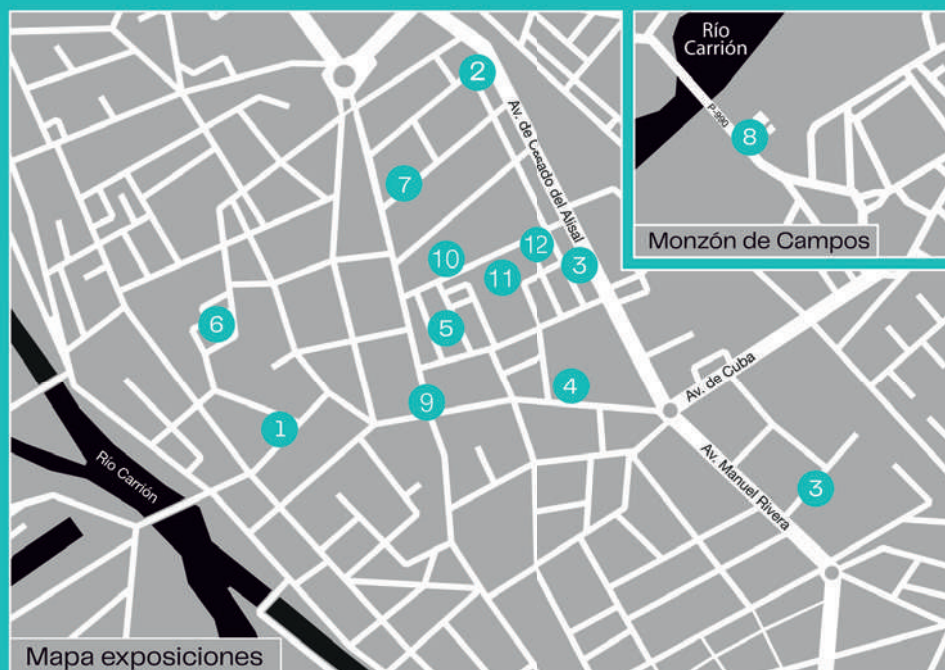 Río
Carrión
P-990
8
Monzón de Campos
2
Av. de Casado del Alisal
7
12
10
3
11
6
5
Av. de Cuba
4
9
1
Av. Manuel Rivera
Río Carrión
3
Mapa exposiciones